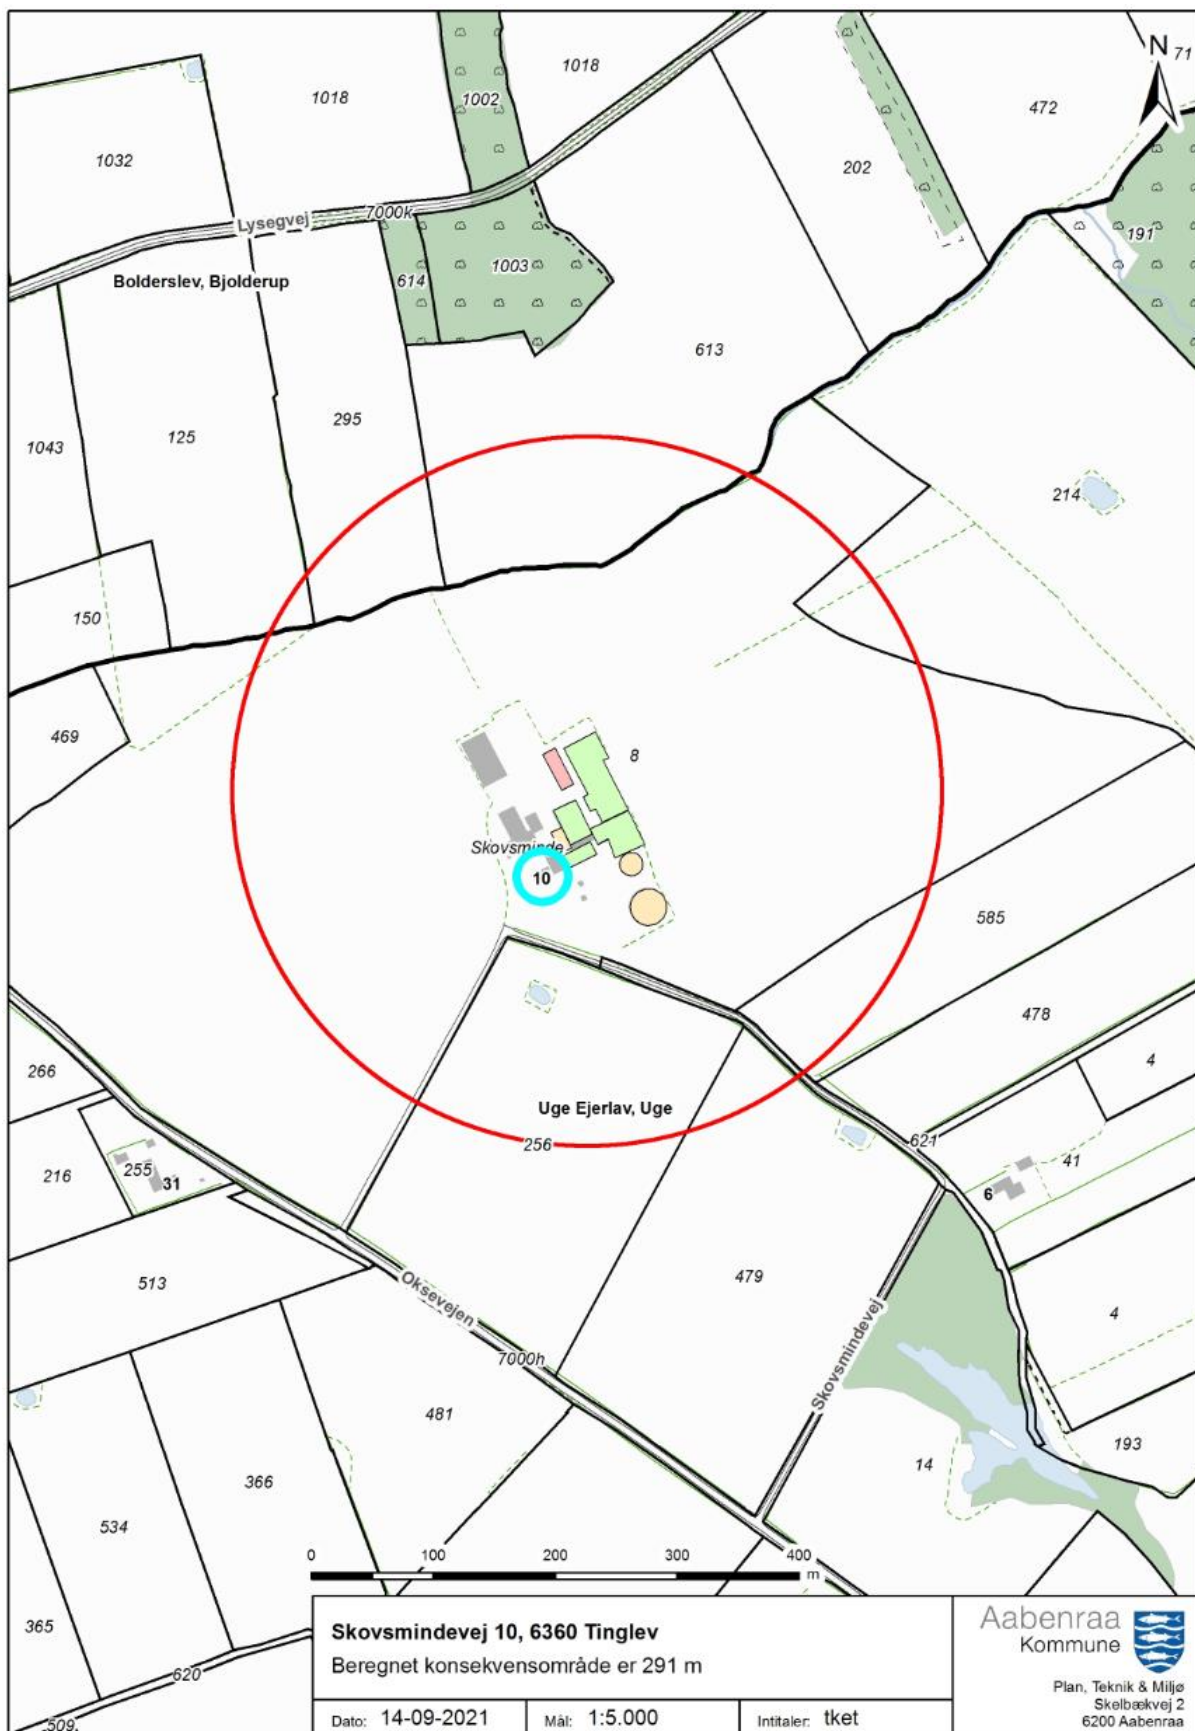 N
71
1018
1018
1002
472
1032
202
7000k
Lysegvej
191
1003
Bolderslev, Bjolderup
614
613
295
125
1043
214
150
469
8
Skovsminde
10
585
478
4
266
Uge Ejerlav, Uge
256
621
41
216
255
31
6
513
479
Oksevejen
4
Skovsmindevej
7000h
481
193
14
366
534
0 100 200 300 400
m
365
620
509
Skovsmindevej 10, 6360 Tinglev
Beregnet konsekvensområde er 291 m
Dato: 14-09-2021 Mål: 1:5.000 Intitaler: tket
Aabenraa
Kommune
Plan, Teknik & Miljø
Skelbækvej 2
6200 Aabenraa